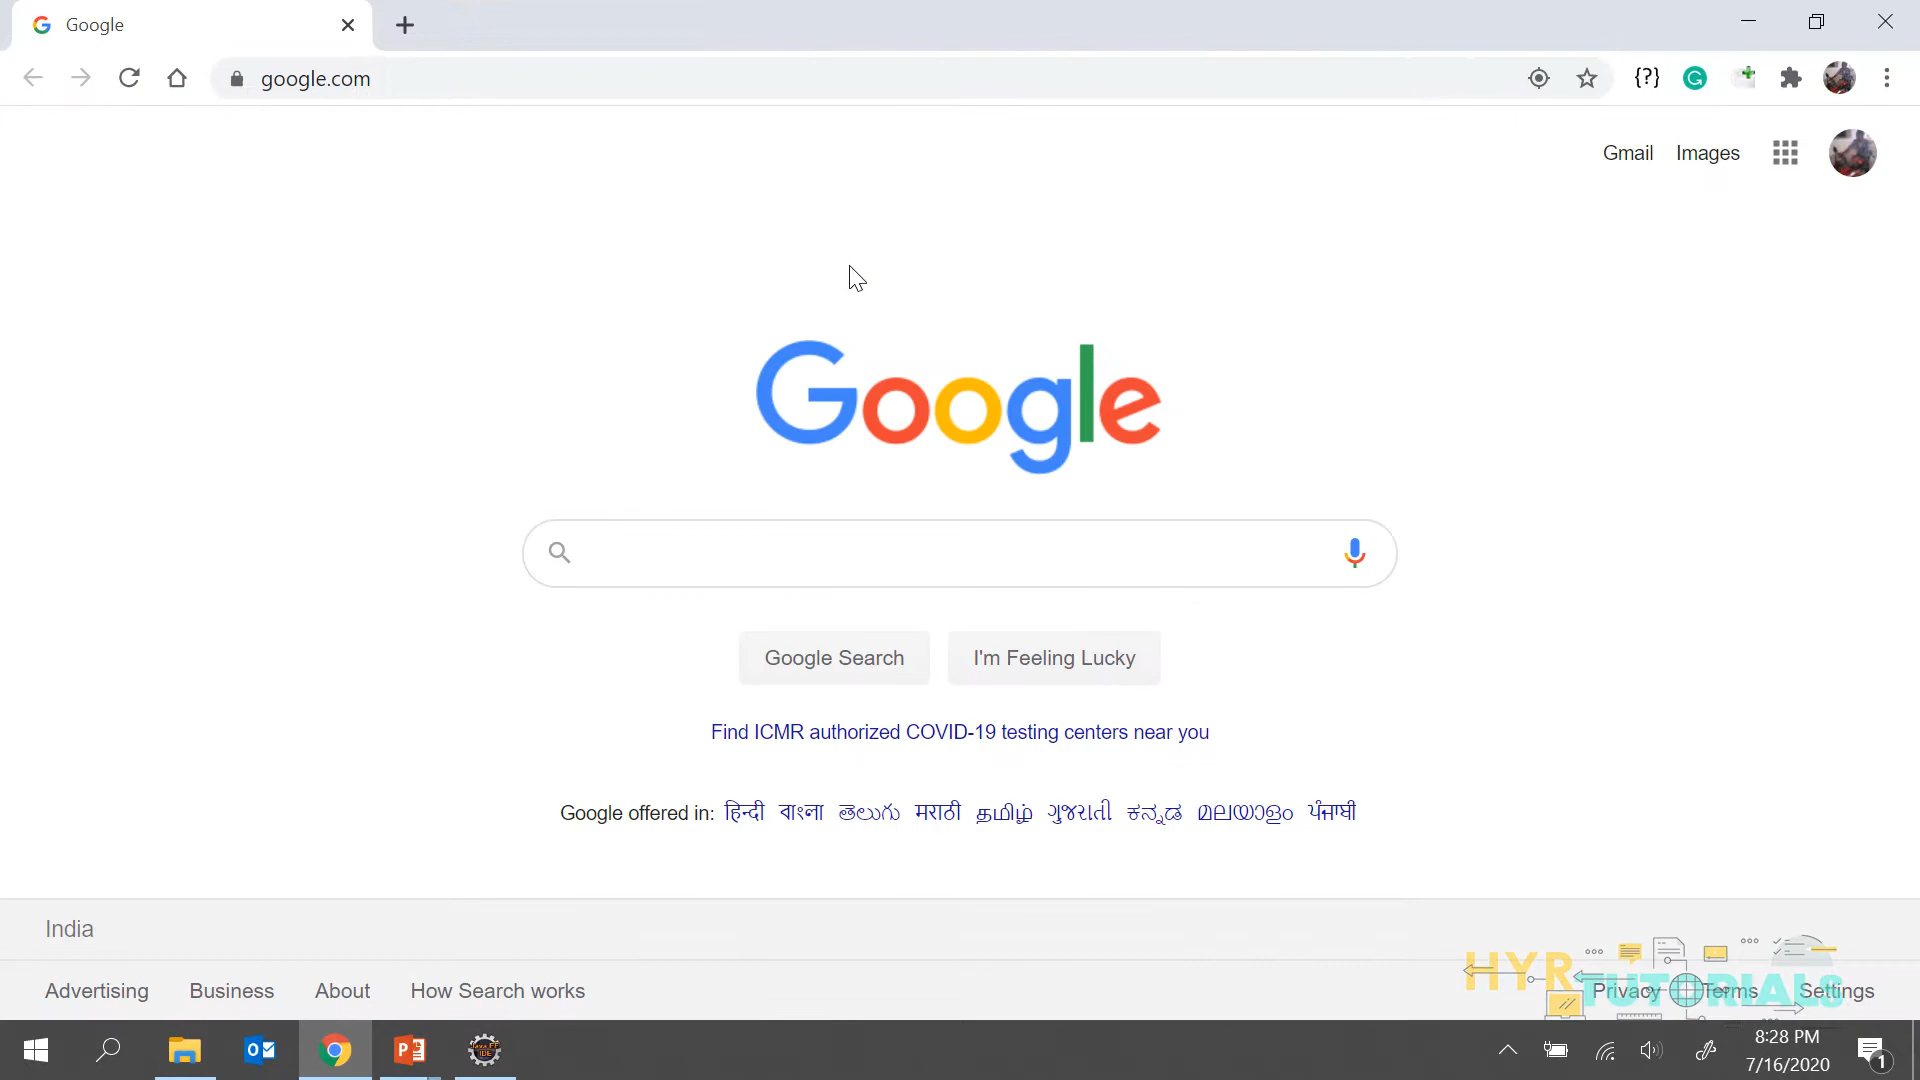 Google
google.com
{?}
Gmail Images
Google
Google Search I'm Feeling Lucky
Find ICMR authorized COVID-19 testing centers near you
Google offered in: हिन्दी বাংলা తెలుగు मराठी தமிழ் ગુજરાતી ಕನ್ನಡ മലയാളം ਪੰਜਾਬੀ
India
HYR
TUTORIALS
Advertising Business About How Search works Privacy Terms Settings
8:28 PM
7/16/2020
1